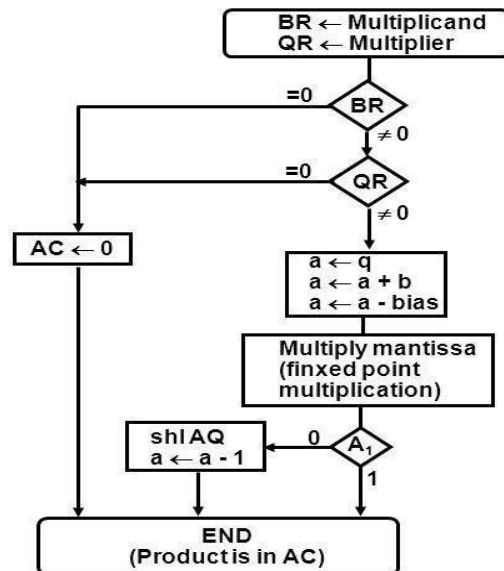 BR ← Multiplicand
QR ← Multiplier
=0
BR
≠ 0
=0
QR
≠ 0
AC ← 0
a ← q
a ← a + b
a ← a - bias
Multiply mantissa
(finxed point
multiplication)
shl AQ
a ← a - 1
0
A₁
1
END
(Product is in AC)